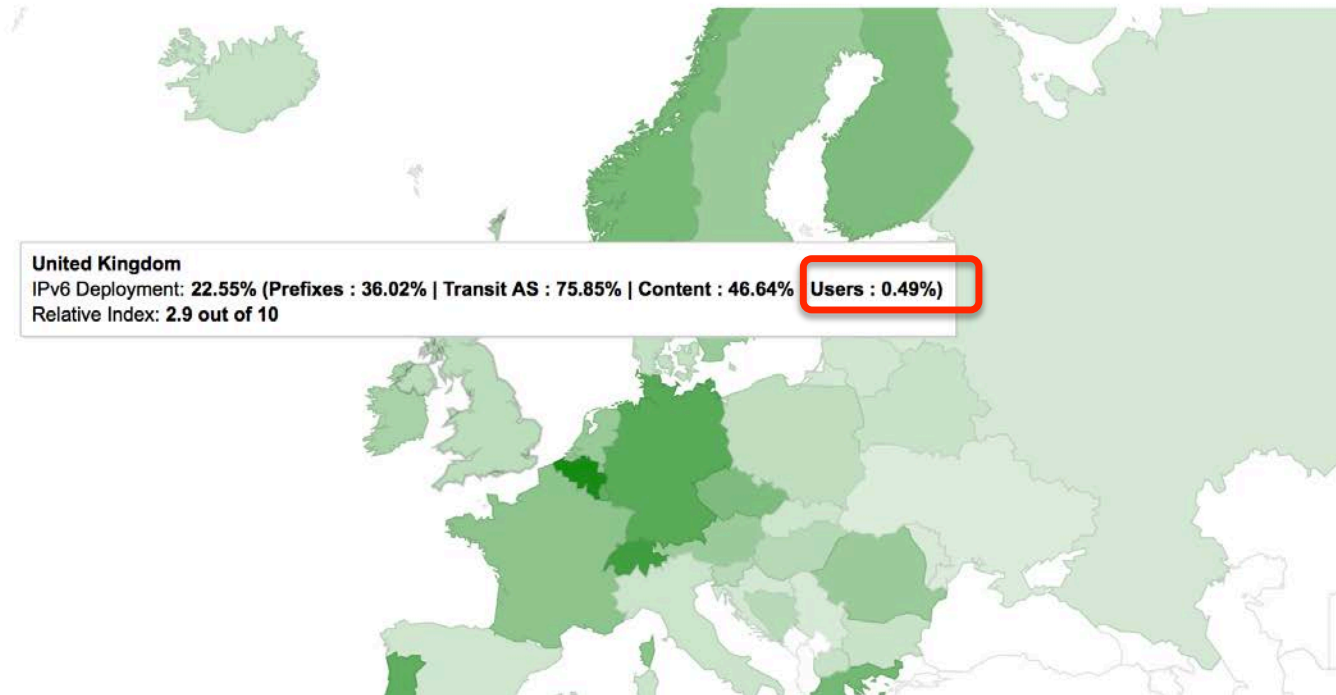 United Kingdom
IPv6 Deployment: 22.55% (Prefixes : 36.02% | Transit AS : 75.85% | Content : 46.64% Users : 0.49%)
Relative Index: 2.9 out of 10